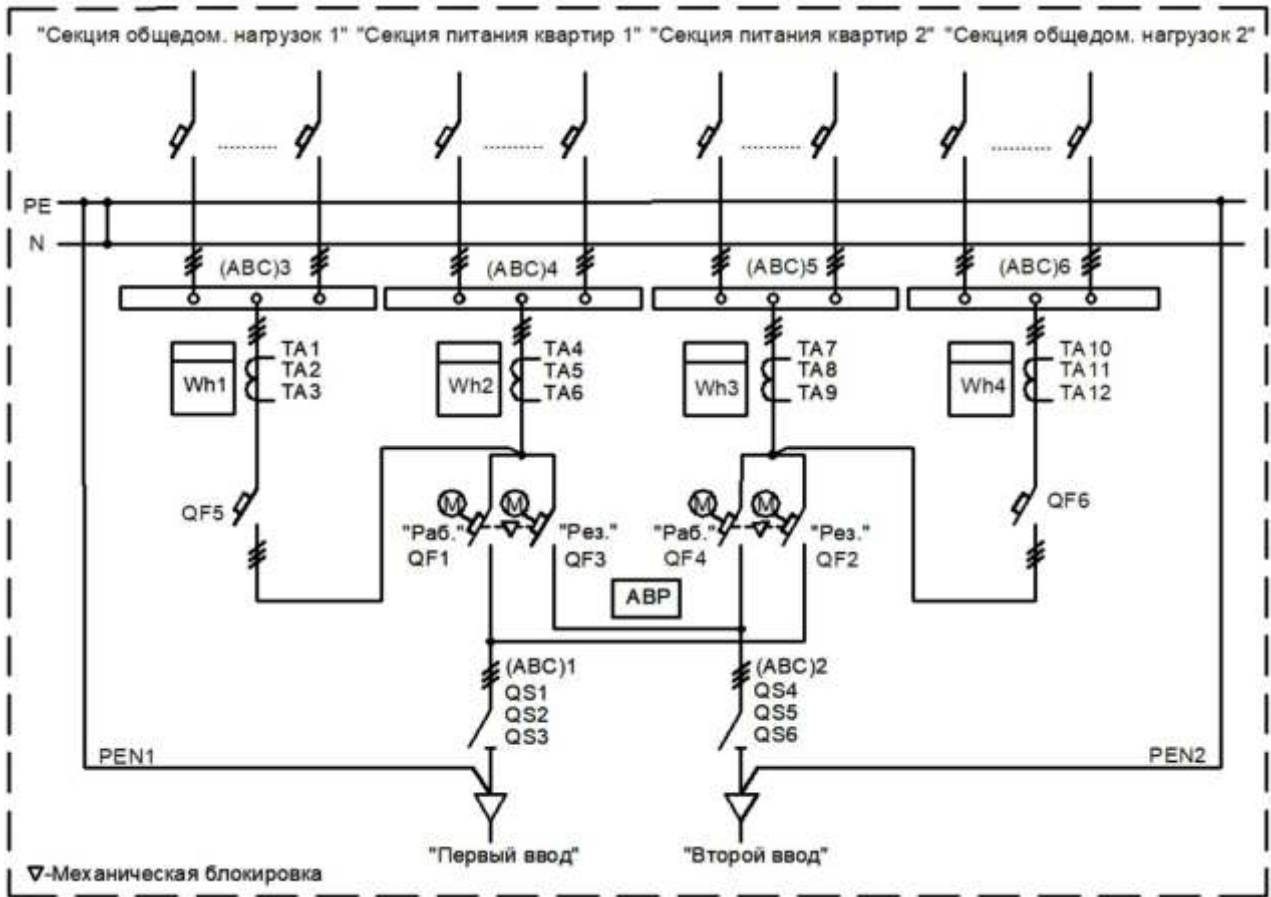 "Секция общедом. нагрузок 1" "Секция питания квартир 1" "Секция питания квартир 2" "Секция общедом. нагрузок 2"
PE
N
(ABC)3 (ABC)4 (ABC)5 (ABC)6
Wh1
TA1
TA2
TA3
Wh2
TA4
TA5
TA6
Wh3
TA7
TA8
TA9
Wh4
TA10
TA11
TA12
QF5
M
"Раб."
QF1
M
"Рез."
QF3
M
"Раб."
QF4
M
"Рез."
QF2
QF6
АВР
(ABC)1
QS1
QS2
QS3
(ABC)2
QS4
QS5
QS6
PEN1
PEN2
"Первый ввод"
"Второй ввод"
-Механическая блокировка